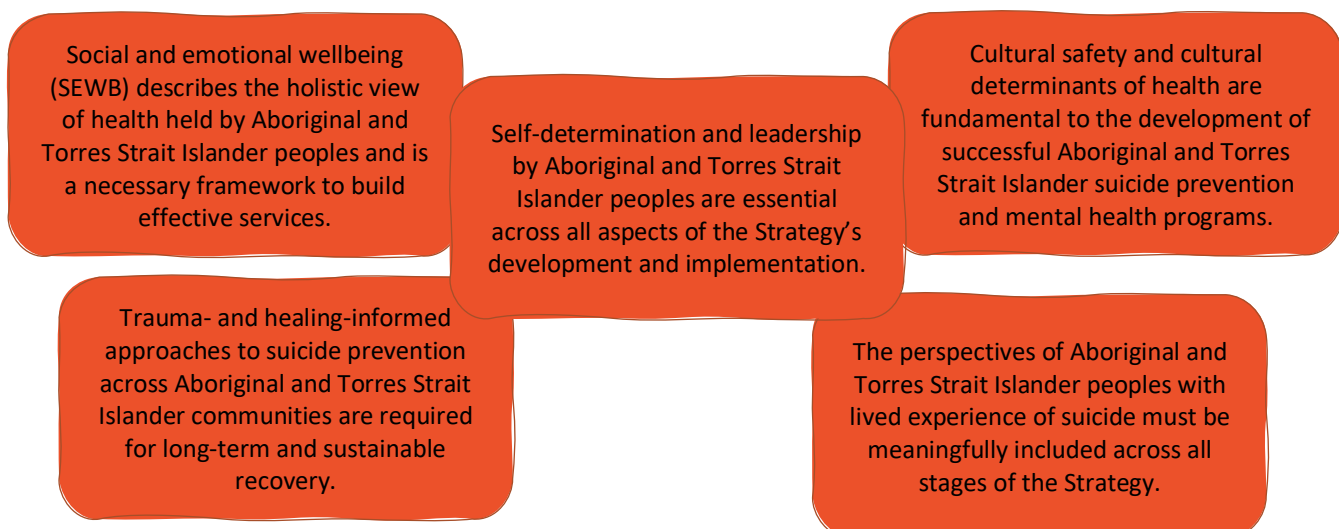 Social and emotional wellbeing
(SEWB) describes the holistic view
of health held by Aboriginal and
Torres Strait Islander peoples and is
a necessary framework to build
effective services.
Self-determination and leadership
by Aboriginal and Torres Strait
Islander peoples are essential
across all aspects of the Strategy’s
development and implementation.
Cultural safety and cultural
determinants of health are
fundamental to the development of
successful Aboriginal and Torres
Strait Islander suicide prevention
and mental health programs.
Trauma- and healing-informed
approaches to suicide prevention
across Aboriginal and Torres Strait
Islander communities are required
for long-term and sustainable
recovery.
The perspectives of Aboriginal and
Torres Strait Islander peoples with
lived experience of suicide must be
meaningfully included across all
stages of the Strategy.